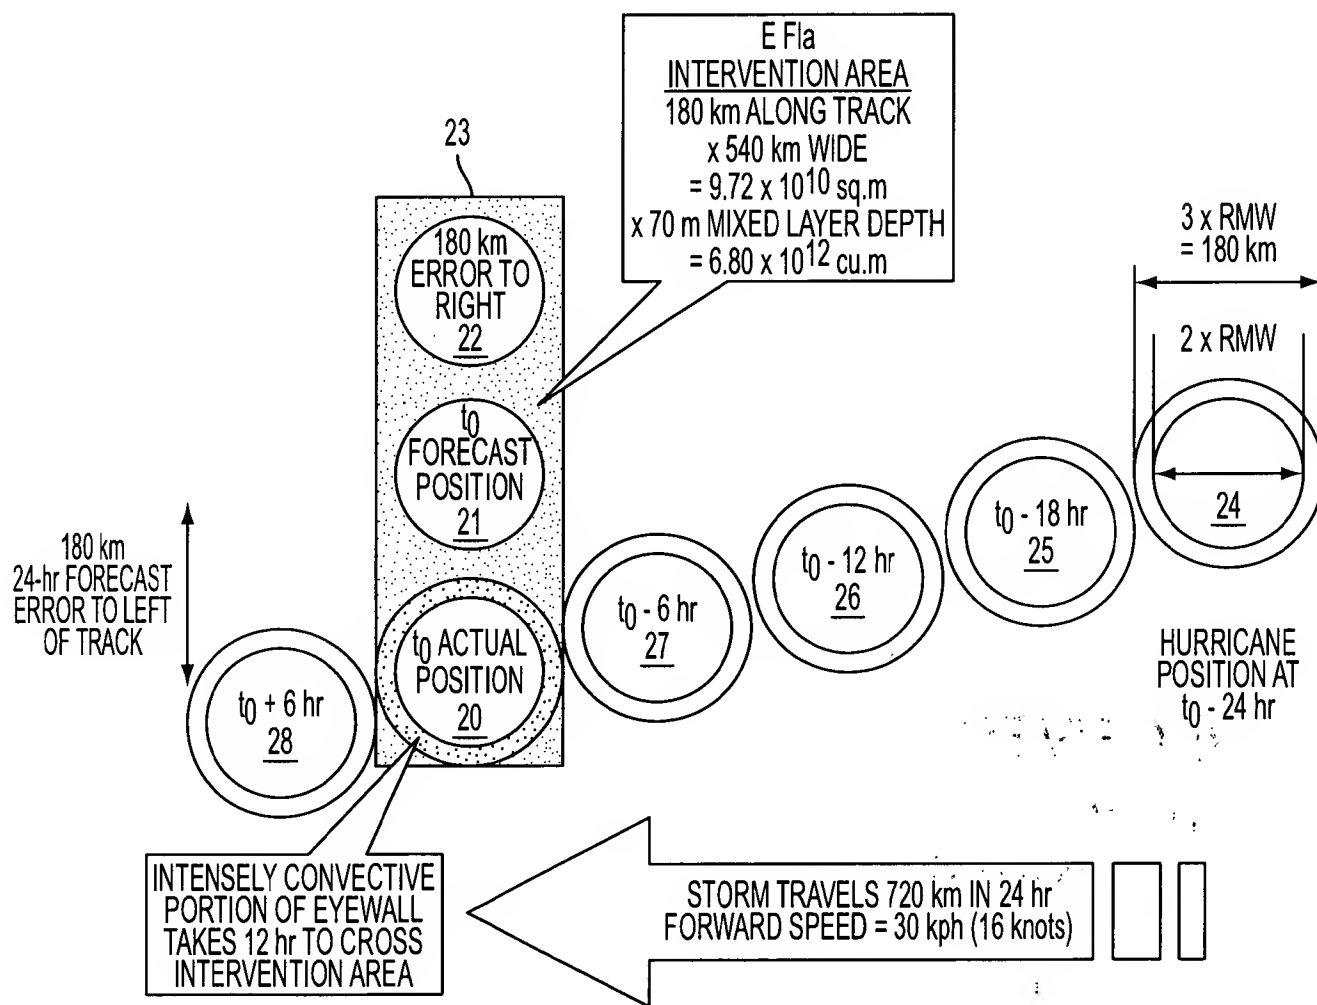 E Fla
INTERVENTION AREA
180 km ALONG TRACK
x 540 km WIDE
= 9.72 x 10¹⁰ sq.m
x 70 m MIXED LAYER DEPTH
= 6.80 x 10¹² cu.m
23
180 km
ERROR TO
RIGHT
22
t₀
FORECAST
POSITION
21
t₀ ACTUAL
POSITION
20
180 km
24-hr FORECAST
ERROR TO LEFT
OF TRACK
t₀ + 6 hr
28
t₀ - 6 hr
27
t₀ - 12 hr
26
t₀ - 18 hr
25
3 x RMW
= 180 km
2 x RMW
24
HURRICANE
POSITION AT
t₀ - 24 hr
INTENSELY CONVECTIVE
PORTION OF EYEWALL
TAKES 12 hr TO CROSS
INTERVENTION AREA
STORM TRAVELS 720 km IN 24 hr
FORWARD SPEED = 30 kph (16 knots)